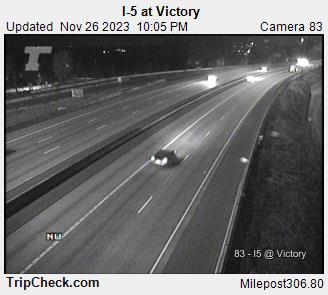 I-5 at Victory
Updated Nov 26 2023 10:05 PM Camera 83
T
NW
83 - I5 @ Victory
TripCheck.com Milepost306.80